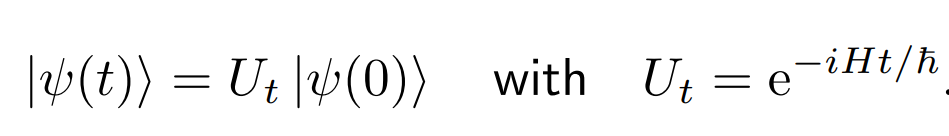 |ψ(t)⟩ = U_t |ψ(0)⟩ with U_t = e^{−iHt/ħ}.